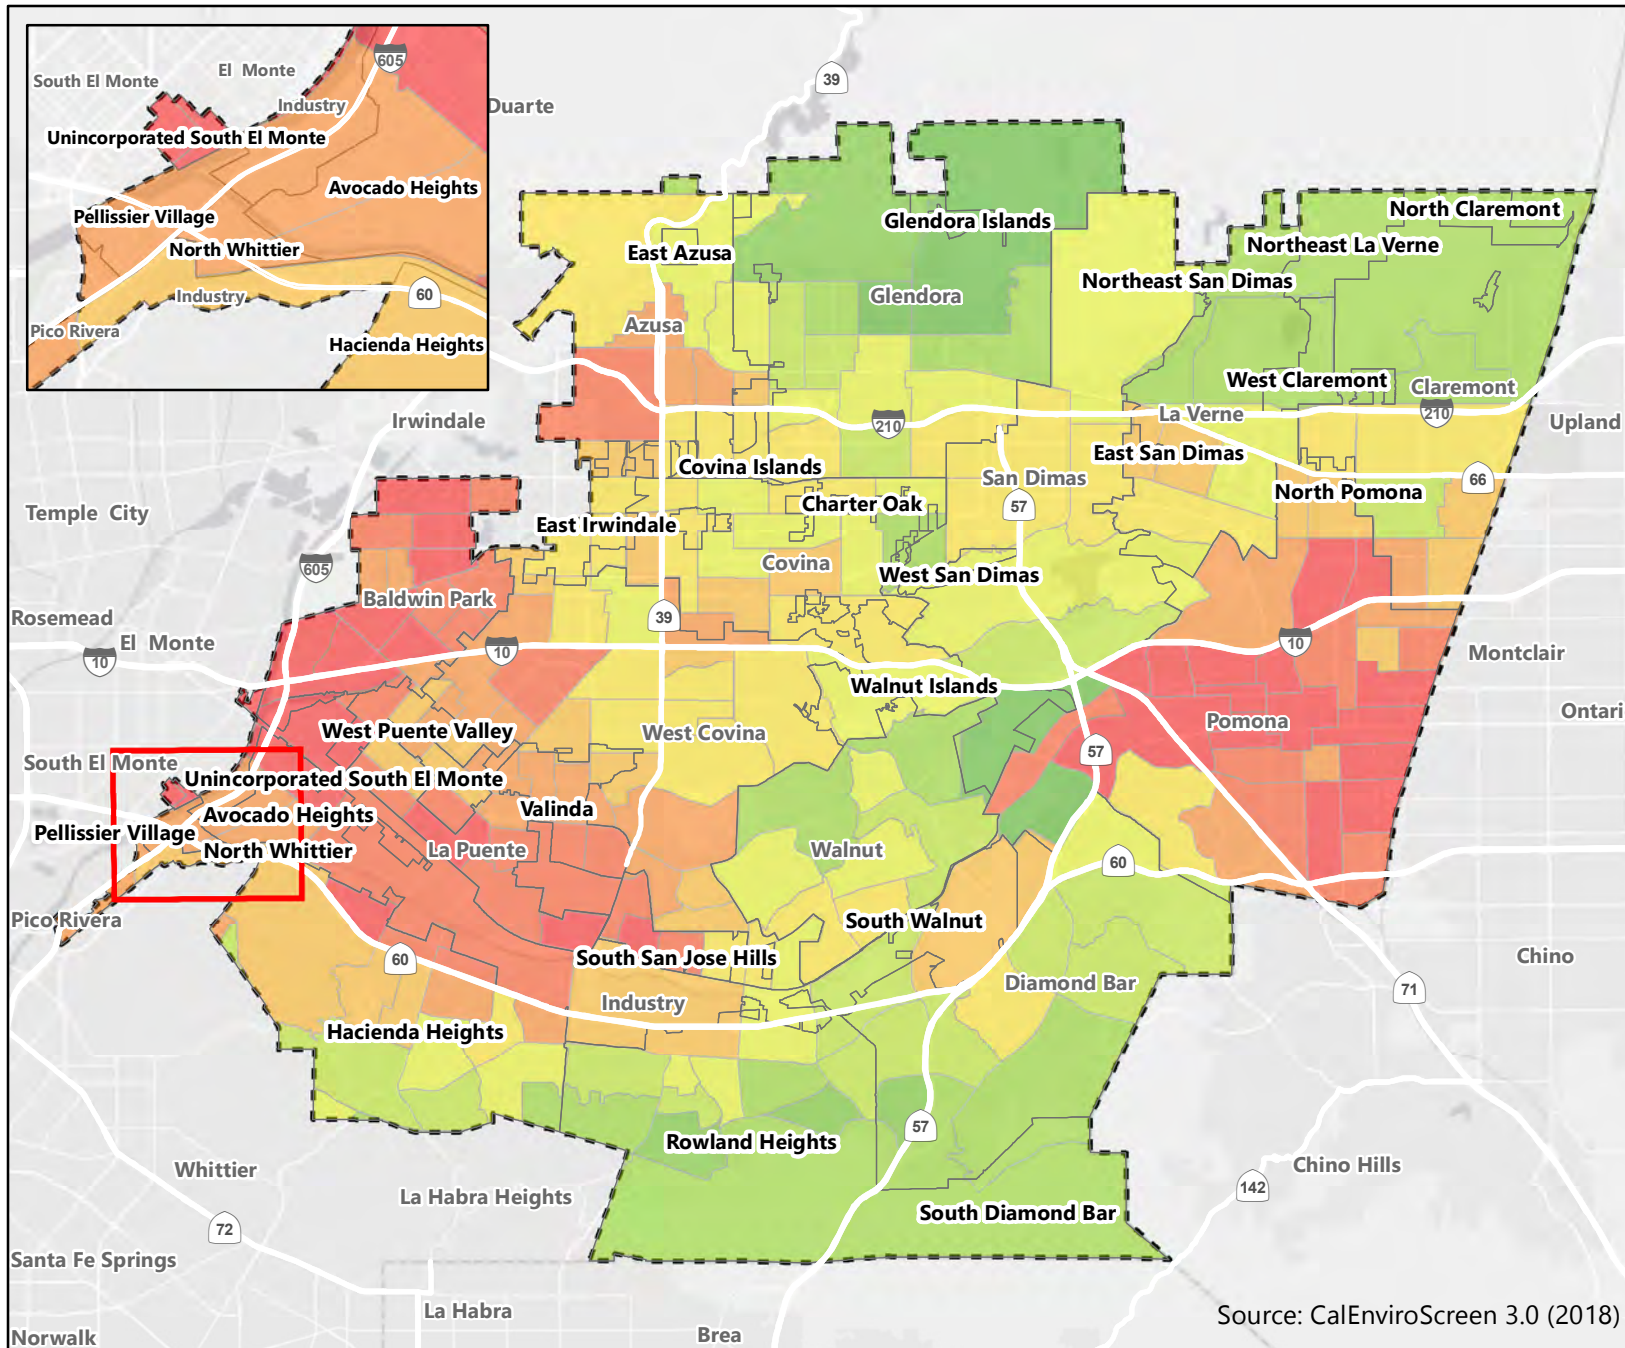 605
South El Monte
El Monte
Industry
Unincorporated South El Monte
Avocado Heights
Pellissier Village
North Whittier
Industry
60
Pico Rivera
Hacienda Heights
Duarte
39
North Claremont
Glendora Islands
Northeast La Verne
East Azusa
Northeast San Dimas
Glendora
Azusa
West Claremont
Claremont
Irwindale
La Verne
210
210
Upland
East San Dimas
Covina Islands
San Dimas
66
North Pomona
Temple City
Charter Oak
57
East Irwindale
605
Covina
West San Dimas
Baldwin Park
Rosemead
39
El Monte
10
10
10
Montclair
Walnut Islands
Ontari
West Puente Valley
West Covina
Pomona
57
South El Monte
Unincorporated South El Monte
Valinda
Avocado Heights
Pellissier Village
North Whittier
La Puente
Walnut
60
Pico Rivera
South Walnut
South San Jose Hills
60
Chino
Diamond Bar
71
Industry
Hacienda Heights
57
Rowland Heights
Whittier
Chino Hills
142
La Habra Heights
South Diamond Bar
72
Santa Fe Springs
La Habra
Source: CalEnviroScreen 3.0 (2018)
Norwalk
Brea